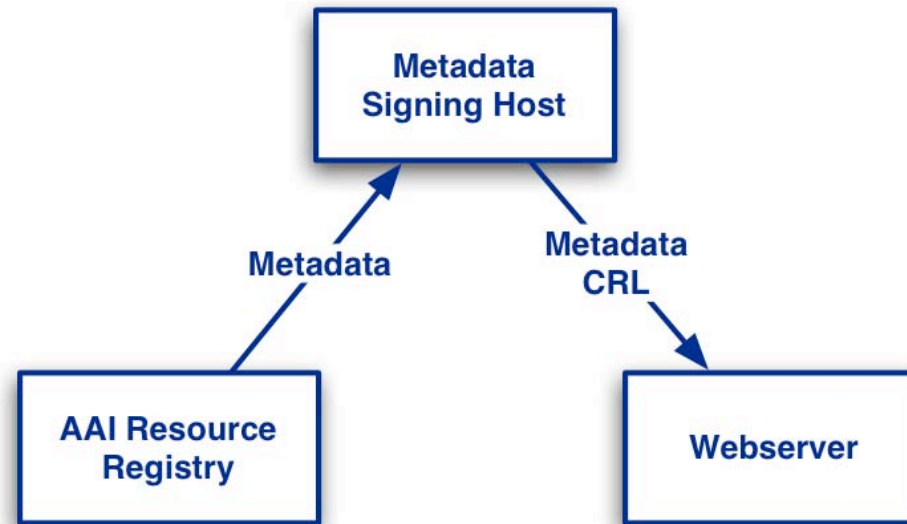 Metadata
Signing Host
Metadata
Metadata
CRL
AAI Resource
Registry
Webserver